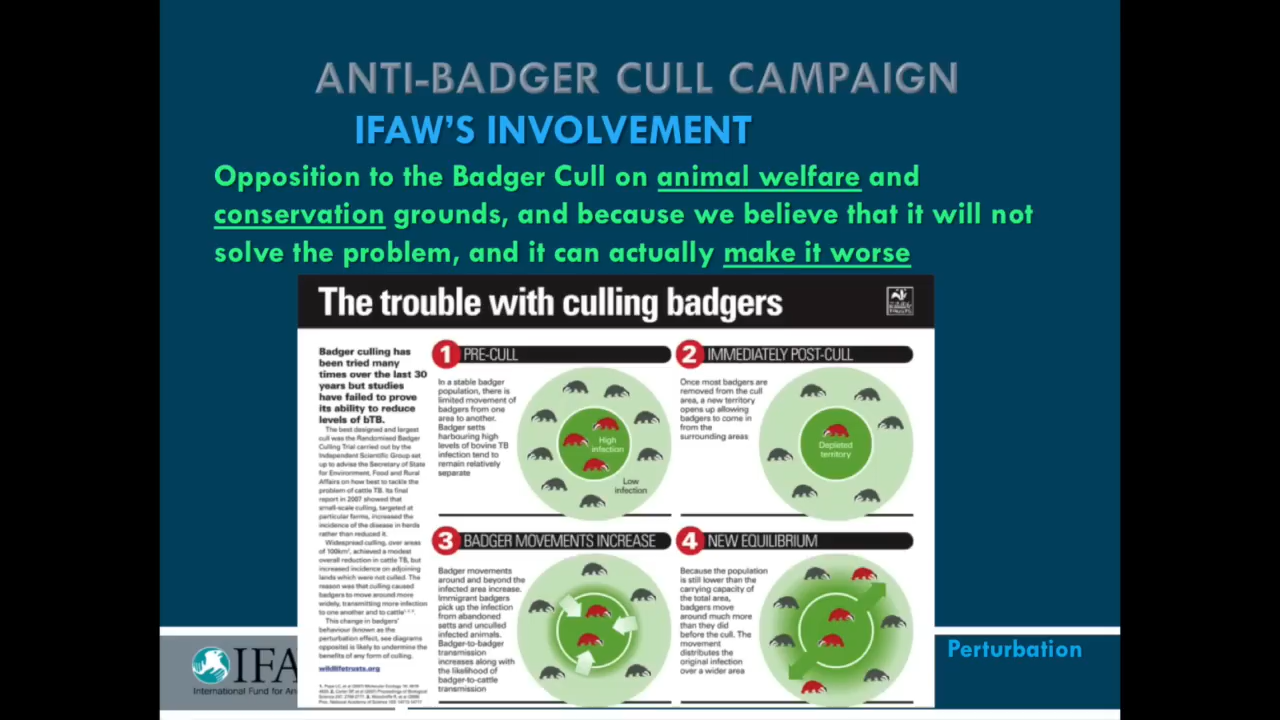 ANTI-BADGER CULL CAMPAIGN
IFAW'S INVOLVEMENT
Opposition to the Badger Cull on animal welfare and
conservation grounds, and because we believe that it will not
solve the problem, and it can actually make it worse
The trouble with culling badgers
Badger culling has
been tried many
times over the last 30
years but studies
have failed to prove
its ability to reduce
levels of bTB.
The best designed and largest
cull was the Randomised Badger
Culling Trial carried out by the
Independent Scientific Group set
up to advise the Secretary of State
for Environment, Food and Rural
Affairs on how best to tackle the
problem of cattle TB. Its final
report in 2007 showed that
small-scale culling, targeted at
particular farms, increased the
incidence of the disease in herds
rather than reduced it.
Widespread culling, over areas
of 100km², achieved a modest
overall reduction in cattle TB, but
increased incidence on adjoining
lands which were not culled. The
reason was that culling caused
badgers to move around more
widely, transmitting more infection
to one another and to cattle
This change in badgers'
behaviour (known as the
perturbation effect, see diagrams
opposite) is likely to undermine the
benefits of any form of culling.
wildlifetrusts.org
1 PRE-CULL
In a stable badger
population, there is
limited movement of
badgers from one
area to another.
Badger setts
harbouring high
levels of bovine TB
infection tend to
remain relatively
separate
High
infection
Low
infection
2 IMMEDIATELY POST-CULL
Once most badgers are
removed from the cull
area, a new territory
opens up allowing
badgers to come in
from the
surrounding areas
Depleted
territory
3 BADGER MOVEMENTS INCREASE
Badger movements
around and beyond the
infected area increase.
Immigrant badgers
pick up the infection
from abandoned
setts and unculled
infected animals.
Badger-to-badger
transmission
increases along with
the likelihood of
badger-to-cattle
transmission
4 NEW EQUILIBRIUM
Because the population
is still lower than the
carrying capacity of
the total area,
badgers move
around much more
than they did
before the cull. The
movement
distributes the
original infection
over a wider area
Perturbation
IFA
International Fund for An